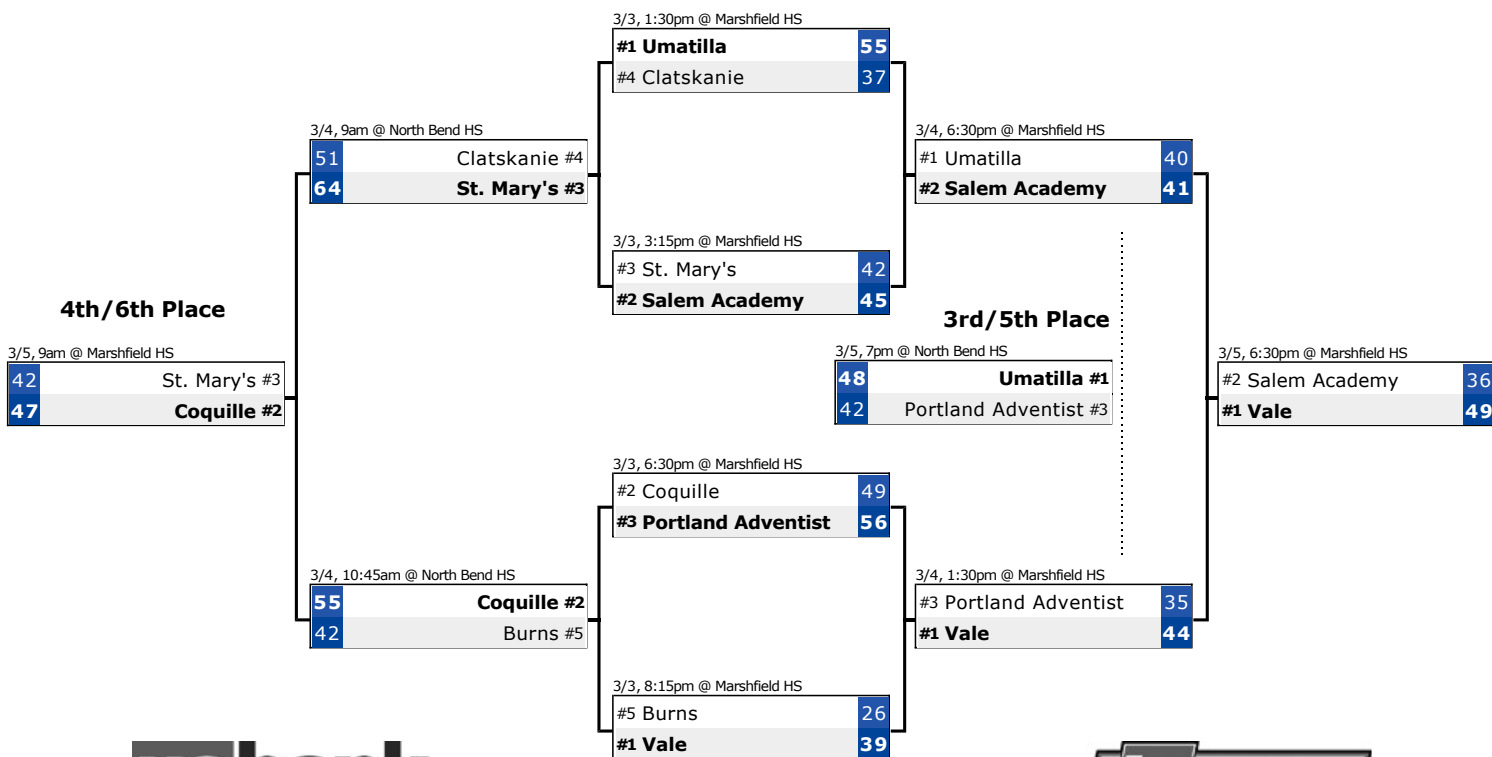 3/3, 1:30pm @ Marshfield HS
#1 Umatilla 55
#4 Clatskanie 37
3/4, 9am @ North Bend HS
51 Clatskanie #4
64 St. Mary's #3
3/4, 6:30pm @ Marshfield HS
#1 Umatilla 40
#2 Salem Academy 41
3/3, 3:15pm @ Marshfield HS
#3 St. Mary's 42
#2 Salem Academy 45
4th/6th Place
3/5, 9am @ Marshfield HS
42 St. Mary's #3
47 Coquille #2
3rd/5th Place
3/5, 7pm @ North Bend HS
48 Umatilla #1
42 Portland Adventist #3
3/5, 6:30pm @ Marshfield HS
#2 Salem Academy 36
#1 Vale 49
3/3, 6:30pm @ Marshfield HS
#2 Coquille 49
#3 Portland Adventist 56
3/4, 10:45am @ North Bend HS
55 Coquille #2
42 Burns #5
3/4, 1:30pm @ Marshfield HS
#3 Portland Adventist 35
#1 Vale 44
3/3, 8:15pm @ Marshfield HS
#5 Burns 26
#1 Vale 39